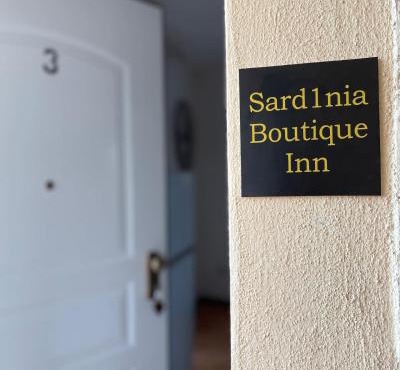 3
Sard1nia
Boutique
Inn